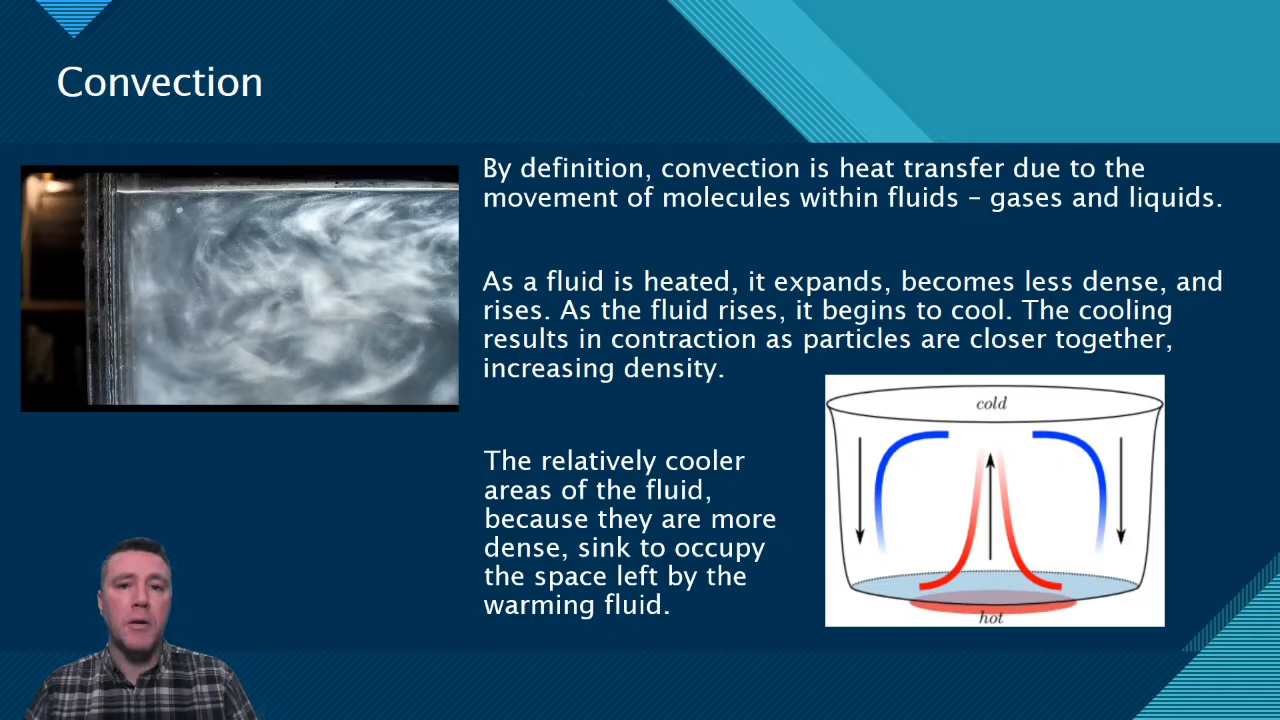 Convection
By definition, convection is heat transfer due to the
movement of molecules within fluids – gases and liquids.
As a fluid is heated, it expands, becomes less dense, and
rises. As the fluid rises, it begins to cool. The cooling
results in contraction as particles are closer together,
increasing density.
The relatively cooler
areas of the fluid,
because they are more
dense, sink to occupy
the space left by the
warming fluid.
cold
hot